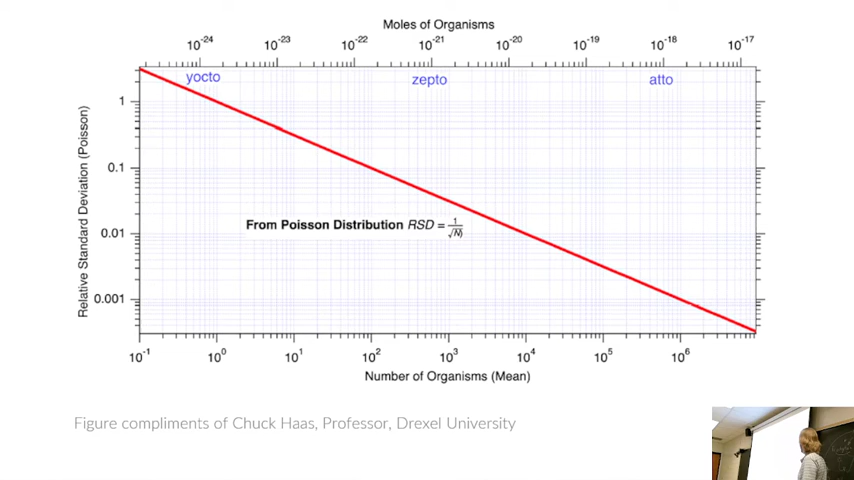 Moles of Organisms
10⁻²⁴ 10⁻²³ 10⁻²² 10⁻²¹ 10⁻²⁰ 10⁻¹⁹ 10⁻¹⁸ 10⁻¹⁷
yocto zepto atto
Relative Standard Deviation (Poisson)
1
0.1
0.01
0.001
From Poisson Distribution RSD = 1/√N
10⁻¹ 10⁰ 10¹ 10² 10³ 10⁴ 10⁵ 10⁶
Number of Organisms (Mean)
Figure compliments of Chuck Haas, Professor, Drexel University